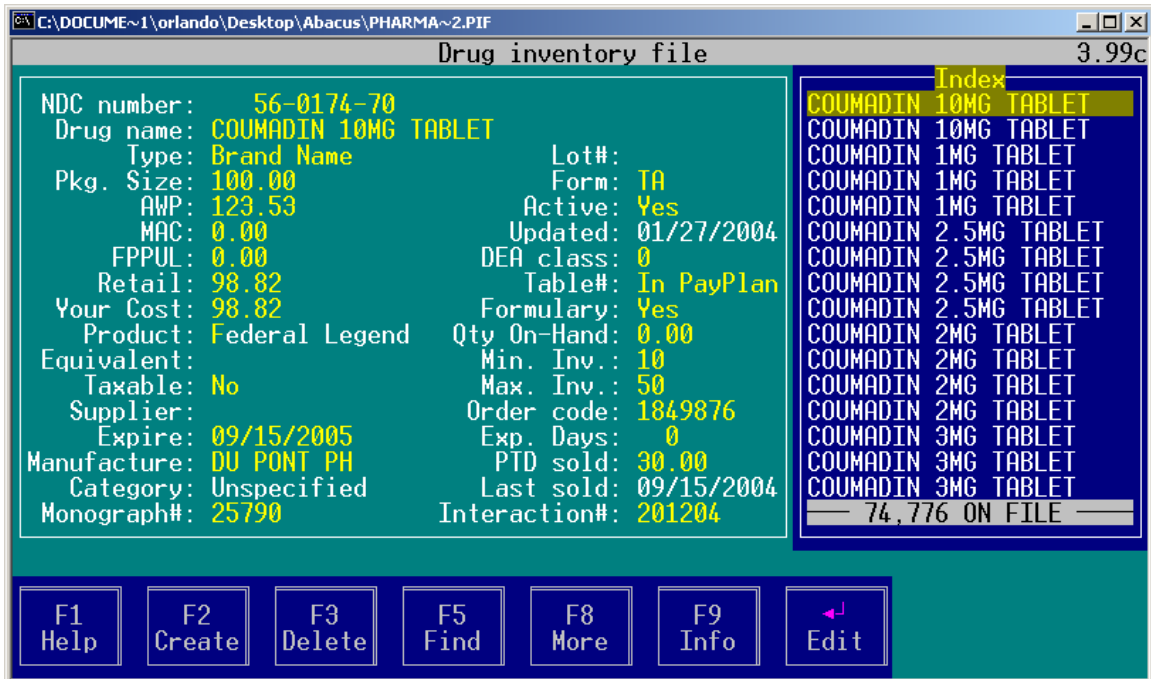 C:\DOCUME~1\orlando\Desktop\Abacus\PHARMA~2.PIF
Drug inventory file 3.99c
NDC number: 56-0174-70
Drug name: COUMADIN 10MG TABLET
Type: Brand Name Lot#:
Pkg. Size: 100.00 Form: TA
AWP: 123.53 Active: Yes
MAC: 0.00 Updated: 01/27/2004
FPPUL: 0.00 DEA class: 0
Retail: 98.82 Table#: In PayPlan
Your Cost: 98.82 Formulary: Yes
Product: Federal Legend Qty On-Hand: 0.00
Equivalent: Min. Inv.: 10
Taxable: No Max. Inv.: 50
Supplier: Order code: 1849876
Expire: 09/15/2005 Exp. Days: 0
Manufacture: DU PONT PH PTD sold: 30.00
Category: Unspecified Last sold: 09/15/2004
Monograph#: 25790 Interaction#: 201204
Index
COUMADIN 10MG TABLET
COUMADIN 10MG TABLET
COUMADIN 1MG TABLET
COUMADIN 1MG TABLET
COUMADIN 1MG TABLET
COUMADIN 2.5MG TABLET
COUMADIN 2.5MG TABLET
COUMADIN 2.5MG TABLET
COUMADIN 2.5MG TABLET
COUMADIN 2MG TABLET
COUMADIN 2MG TABLET
COUMADIN 2MG TABLET
COUMADIN 2MG TABLET
COUMADIN 3MG TABLET
COUMADIN 3MG TABLET
COUMADIN 3MG TABLET
74,776 ON FILE
F1 F2 F3 F5 F8 F9 ◄┘
Help Create Delete Find More Info Edit